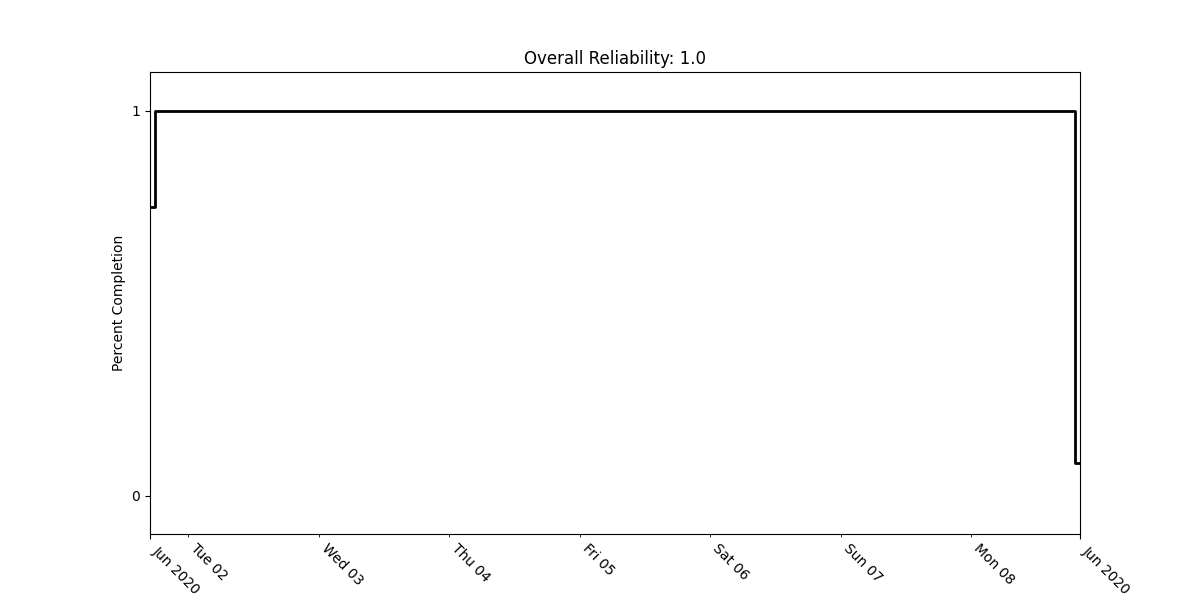 Overall Reliability: 1.0
1
Percent Completion
0
Jun 2020
Tue 02
Wed 03
Thu 04
Fri 05
Sat 06
Sun 07
Mon 08
Jun 2020